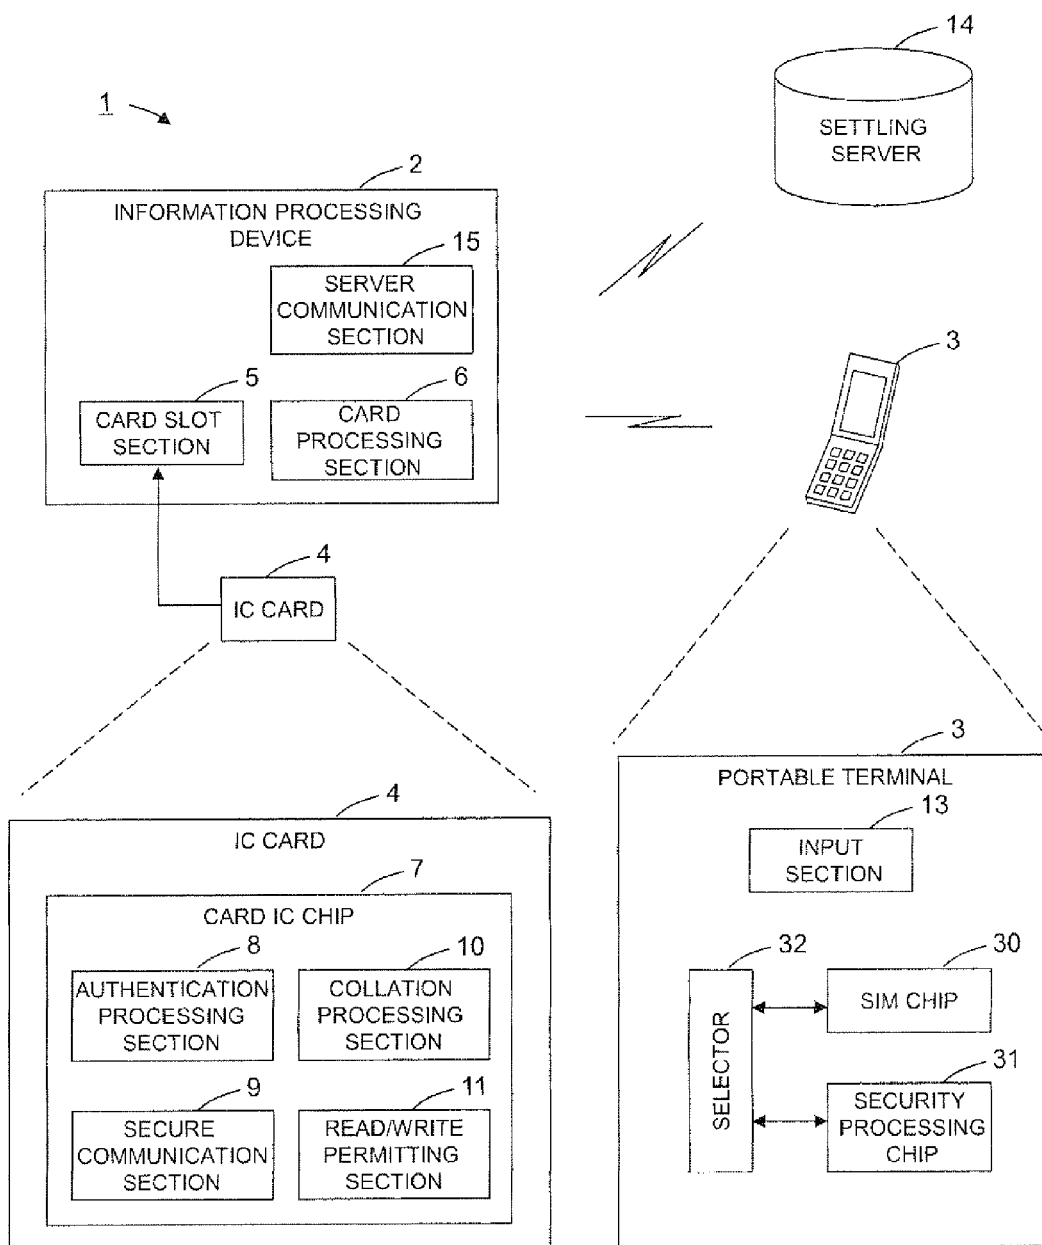 14
SETTLING
SERVER
1
2
INFORMATION PROCESSING
DEVICE
15
SERVER
COMMUNICATION
SECTION
5
CARD SLOT
SECTION
6
CARD
PROCESSING
SECTION
3
4
IC CARD
4
IC CARD
7
CARD IC CHIP
8
AUTHENTICATION
PROCESSING
SECTION
10
COLLATION
PROCESSING
SECTION
9
SECURE
COMMUNICATION
SECTION
11
READ/WRITE
PERMITTING
SECTION
3
PORTABLE TERMINAL
13
INPUT
SECTION
32
SELECTOR
30
SIM CHIP
31
SECURITY
PROCESSING
CHIP